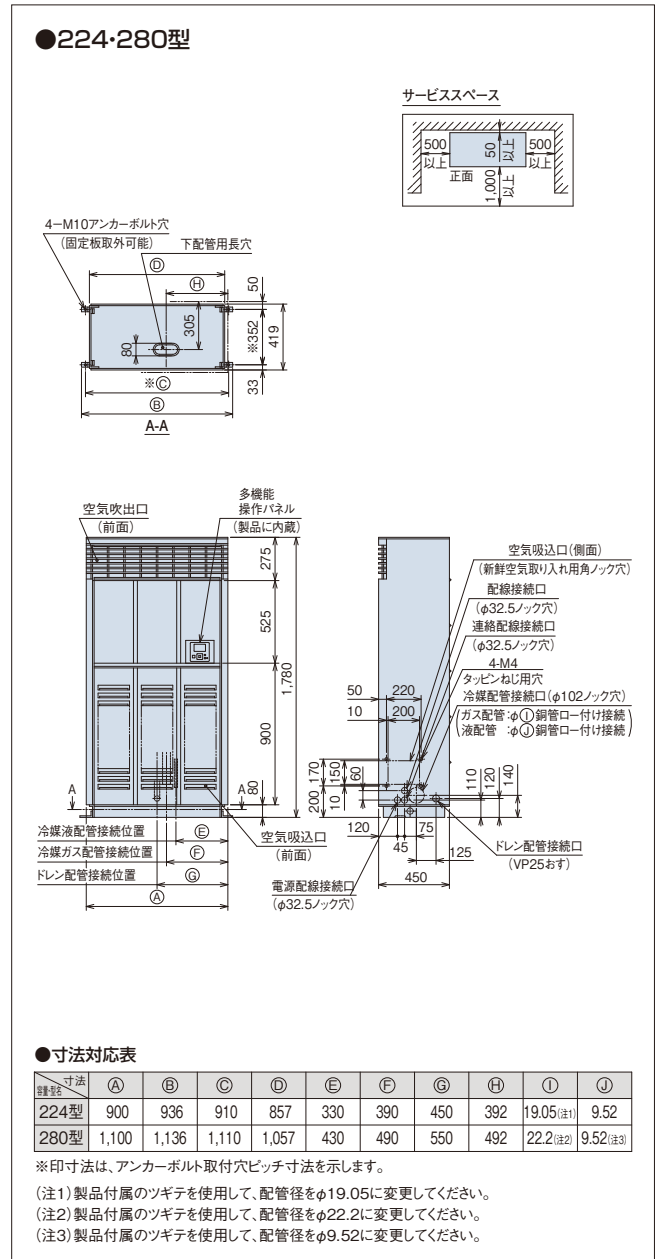 ●224・280型
サービススペース
500
以上
50
以上
500
以上
正面
1,000
以上
4－M10アンカーボルト穴
(固定板取外可能)
下配管用長穴
Ⓓ
Ⓗ
50
305
※352
419
80
33
※Ⓒ
Ⓑ
A-A
空気吹出口
(前面)
多機能
操作パネル
(製品に内蔵)
275
525
1,780
900
80
A
A
冷媒液配管接続位置
Ⓔ
冷媒ガス配管接続位置
Ⓕ
ドレン配管接続位置
Ⓖ
Ⓐ
空気吸込口
(前面)
空気吸込口(側面)
(新鮮空気取り入れ用角ノック穴)
配線接続口
(φ32.5ノック穴)
連絡配線接続口
(φ32.5ノック穴)
4-M4
タッピンねじ用穴
冷媒配管接続口(φ102ノック穴)
(ガス配管:φⒾ銅管ロー付け接続
液配管 :φⒿ銅管ロー付け接続)
50
220
10
200
170
150
60
200
10
110
120
140
120
75
45
125
450
ドレン配管接続口
(VP25おす)
電源配線接続口
(φ32.5ノック穴)
●寸法対応表
寸法
容量・型名
Ⓐ Ⓑ Ⓒ Ⓓ Ⓔ Ⓕ Ⓖ Ⓗ Ⓘ Ⓙ
224型 900 936 910 857 330 390 450 392 19.05(注1) 9.52
280型 1,100 1,136 1,110 1,057 430 490 550 492 22.2(注2) 9.52(注3)
※印寸法は、アンカーボルト取付穴ピッチ寸法を示します。
(注1)製品付属のツギテを使用して、配管径をφ19.05に変更してください。
(注2)製品付属のツギテを使用して、配管径をφ22.2に変更してください。
(注3)製品付属のツギテを使用して、配管径をφ9.52に変更してください。